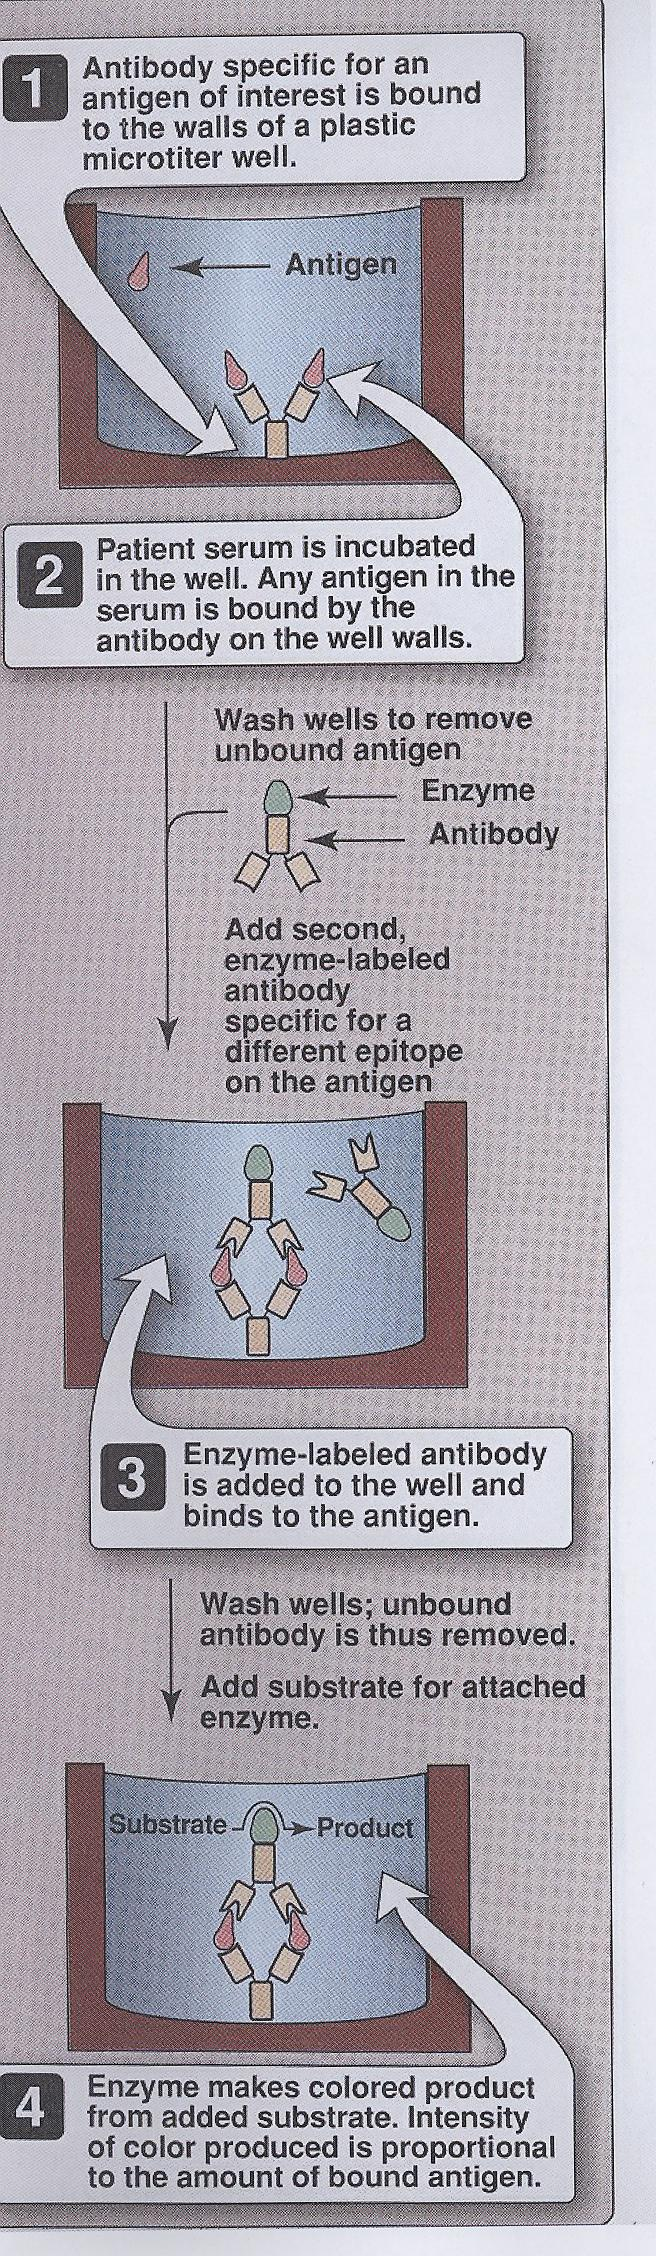 1
Antibody specific for an
antigen of interest is bound
to the walls of a plastic
microtiter well.
Antigen
2
Patient serum is incubated
in the well. Any antigen in the
serum is bound by the
antibody on the well walls.
Wash wells to remove
unbound antigen
Enzyme
Antibody
Add second,
enzyme-labeled
antibody
specific for a
different epitope
on the antigen
3
Enzyme-labeled antibody
is added to the well and
binds to the antigen.
Wash wells; unbound
antibody is thus removed.
Add substrate for attached
enzyme.
Substrate Product
4
Enzyme makes colored product
from added substrate. Intensity
of color produced is proportional
to the amount of bound antigen.